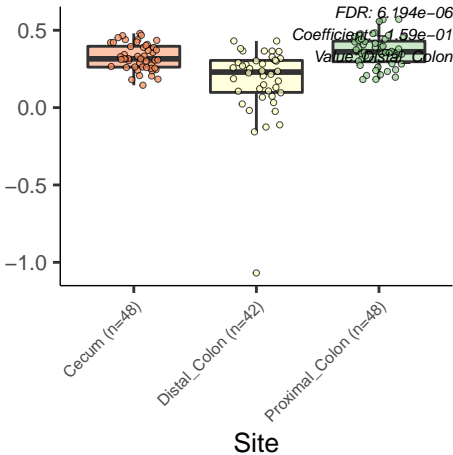 FDR: 6.194e−06
Coefficient: −1.59e−01
Value: Distal_Colon
0.5
0.0
−0.5
−1.0
Cecum (n=48)
Distal_Colon (n=42)
Proximal_Colon (n=48)
Site